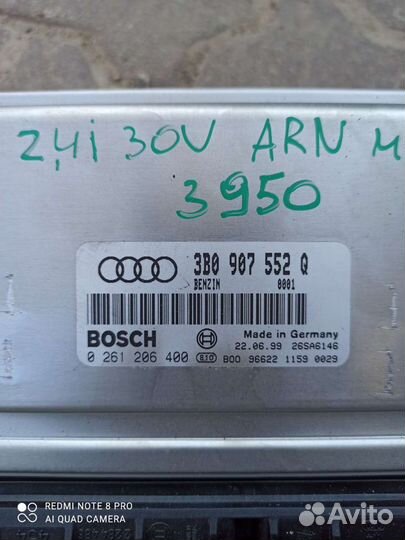 2,4i 30V ARN м
3950
3B0 907 552 Q
BENZIN 0001
BOSCH
Made in Germany
22.06.99 26SA6146
0 261 206 400 B00 96622 1159 0029
REDMI NOTE 8 PRO
AI QUAD CAMERA
Avito